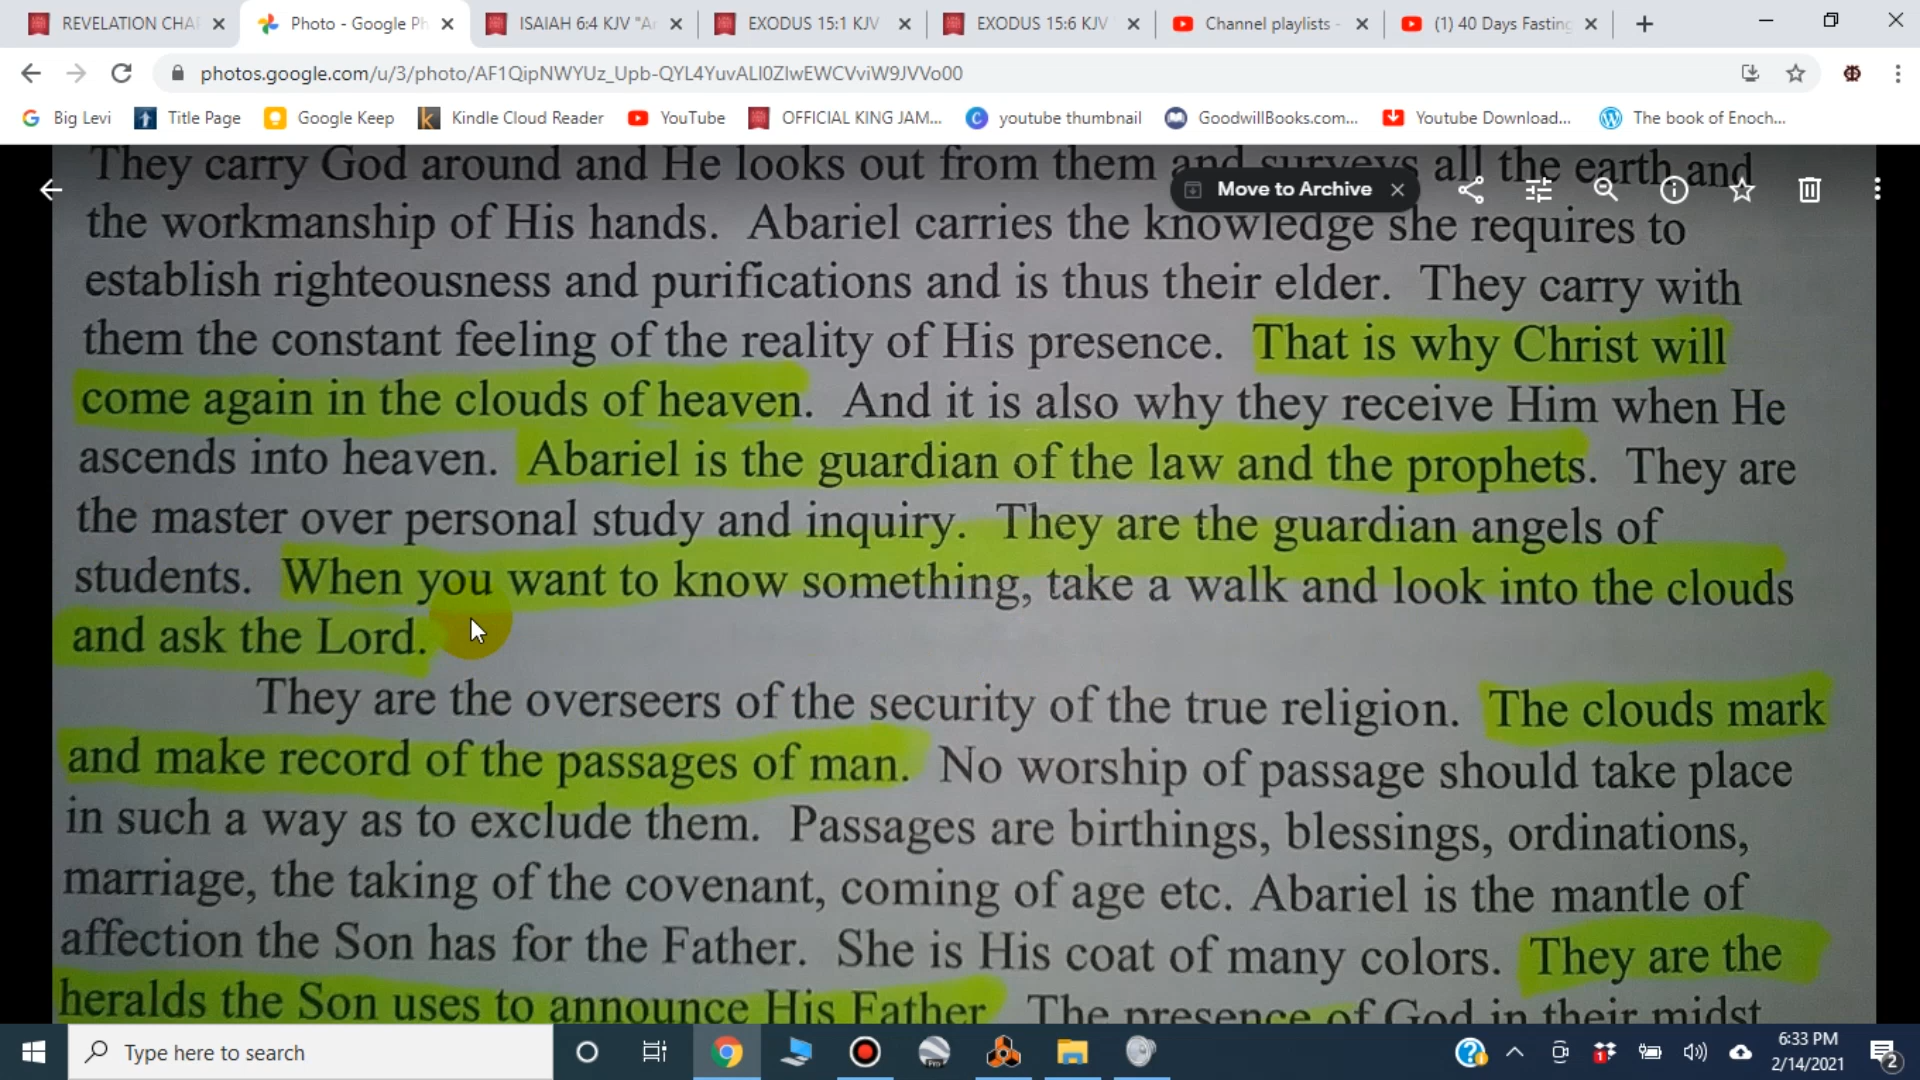 REVELATION CHA
Photo - Google Ph
ISAIAH 6:4 KJV "A
EXODUS 15:1 KJV
EXODUS 15:6 KJV
Channel playlists -
(1) 40 Days Fasting
photos.google.com/u/3/photo/AF1QipNWYUz_Upb-QYL4YuvALI0ZIwEWCVviW9JVVo00
Big Levi
Title Page
Google Keep
Kindle Cloud Reader
YouTube
OFFICIAL KING JAM...
youtube thumbnail
GoodwillBooks.com...
Youtube Download...
The book of Enoch...
They carry God around and He looks out from them and surveys all the earth and
Move to Archive
the workmanship of His hands. Abariel carries the knowledge she requires to
establish righteousness and purifications and is thus their elder. They carry with
them the constant feeling of the reality of His presence. That is why Christ will
come again in the clouds of heaven. And it is also why they receive Him when He
ascends into heaven. Abariel is the guardian of the law and the prophets. They are
the master over personal study and inquiry. They are the guardian angels of
students. When you want to know something, take a walk and look into the clouds
and ask the Lord.
They are the overseers of the security of the true religion. The clouds mark
and make record of the passages of man. No worship of passage should take place
in such a way as to exclude them. Passages are birthings, blessings, ordinations,
marriage, the taking of the covenant, coming of age etc. Abariel is the mantle of
affection the Son has for the Father. She is His coat of many colors. They are the
heralds the Son uses to announce His Father The presence of God in their midst
Type here to search
6:33 PM
2/14/2021
1
2